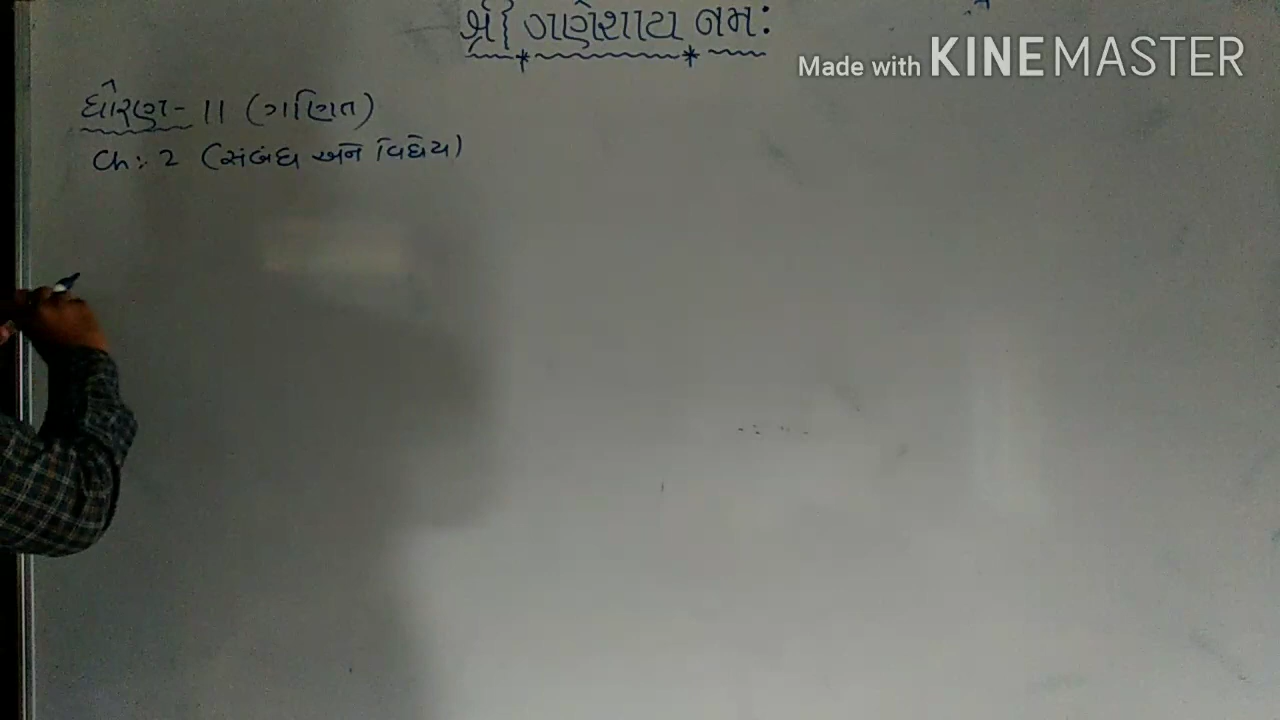 શ્રી ગણેશાય નમઃ
Made with KINEMASTER
ધોરણ - 11 (ગણિત)
Ch : 2 (સંબંધ અને વિધેય)